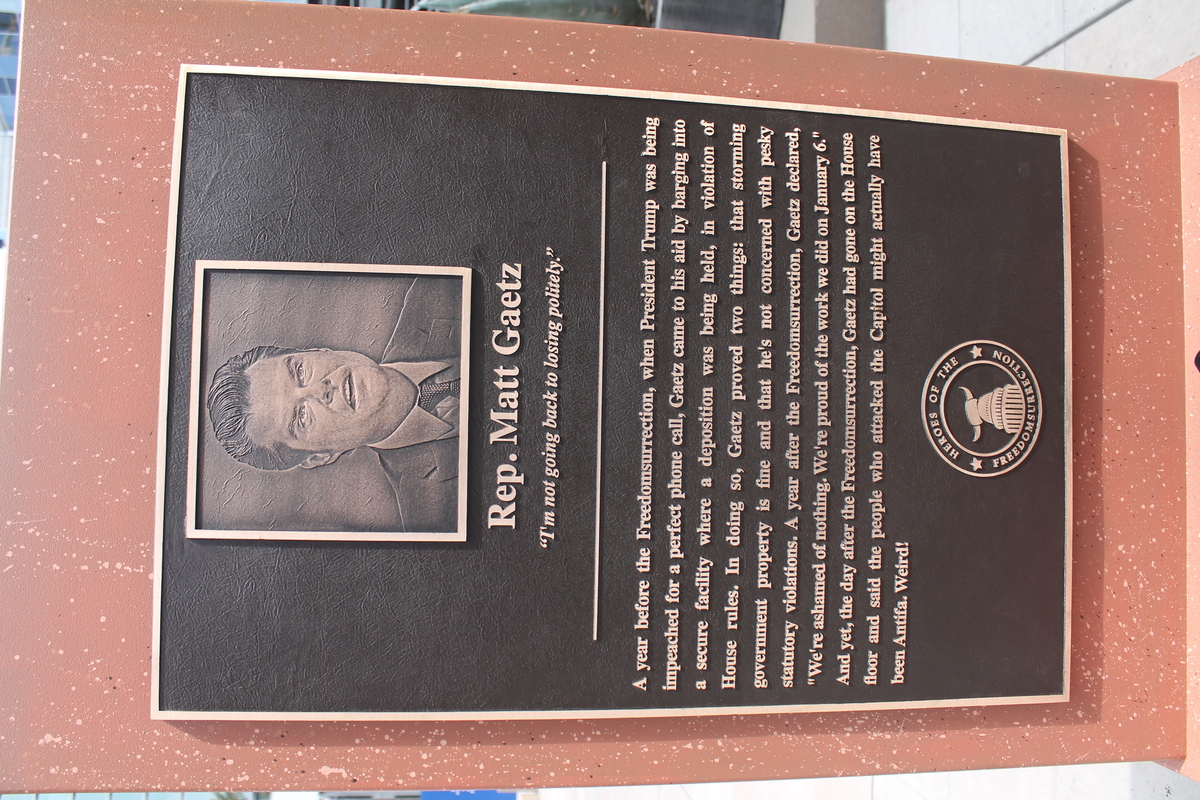 Rep. Matt Gaetz
“I'm not going back to losing politely.”
A year before the Freedomsurrection, when President Trump was being
impeached for a perfect phone call, Gaetz came to his aid by barging into
a secure facility where a deposition was being held, in violation of
House rules. In doing so, Gaetz proved two things: that storming
government property is fine and that he's not concerned with pesky
statutory violations. A year after the Freedomsurrection, Gaetz declared,
"We're ashamed of nothing. We're proud of the work we did on January 6."
And yet, the day after the Freedomsurrection, Gaetz had gone on the House
floor and said the people who attacked the Capitol might actually have
been Antifa. Weird!
HEROES OF THE
FREEDOMSURRECTION